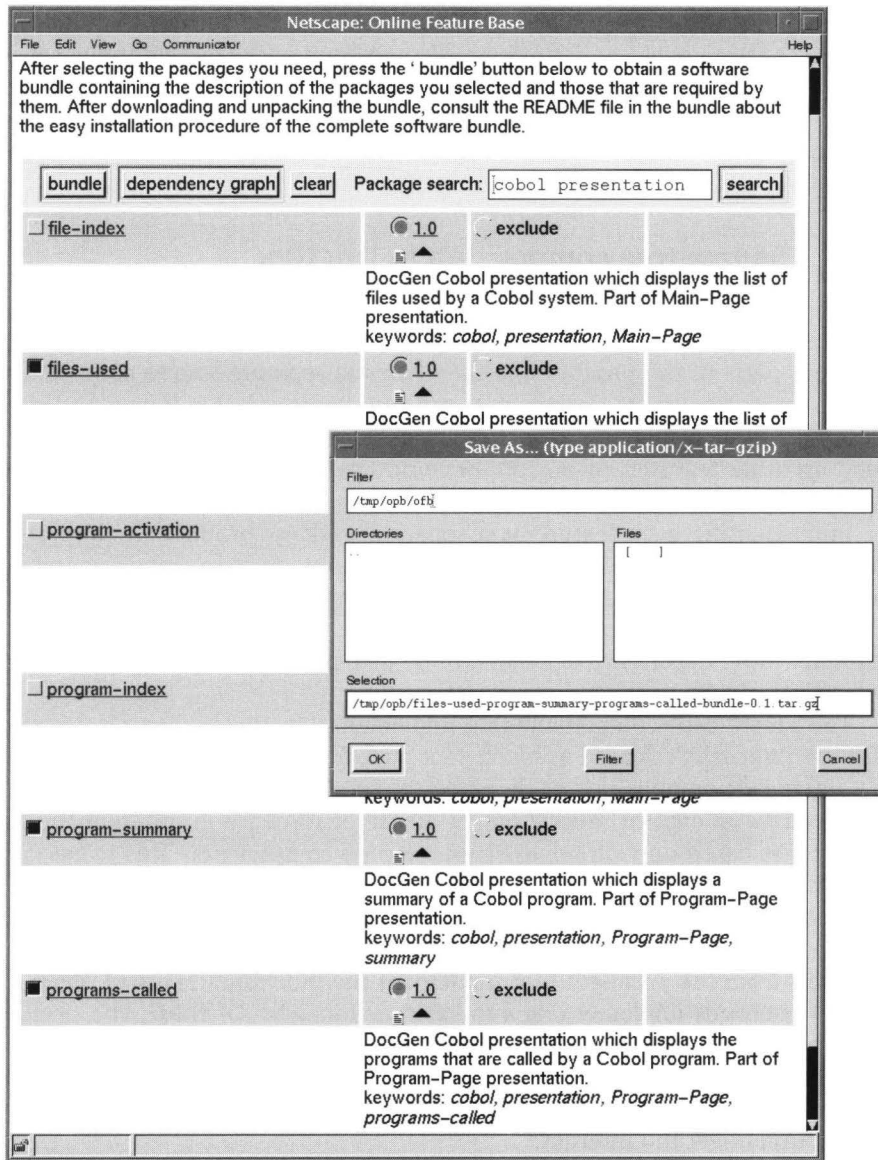 Netscape: Online Feature Base
File Edit View Go Communicator Help
After selecting the packages you need, press the ‘ bundle’ button below to obtain a software
bundle containing the description of the packages you selected and those that are required by
them. After downloading and unpacking the bundle, consult the README file in the bundle about
the easy installation procedure of the complete software bundle.
bundle dependency graph clear Package search: cobol presentation search
file-index 1.0 exclude
DocGen Cobol presentation which displays the list of
files used by a Cobol system. Part of Main-Page
presentation.
keywords: cobol, presentation, Main-Page
files-used 1.0 exclude
DocGen Cobol presentation which displays the list of
Save As... (type application/x-tar-gzip)
Filter
/tmp/opb/ofb
Directories Files
.. [ ]
Selection
/tmp/opb/files-used-program-summary-programs-called-bundle-0.1.tar.gz
OK Filter Cancel
program-activation
program-index
keywords: cobol, presentation, Main-Page
program-summary 1.0 exclude
DocGen Cobol presentation which displays a
summary of a Cobol program. Part of Program-Page
presentation.
keywords: cobol, presentation, Program-Page,
summary
programs-called 1.0 exclude
DocGen Cobol presentation which displays the
programs that are called by a Cobol program. Part of
Program-Page presentation.
keywords: cobol, presentation, Program-Page,
programs-called